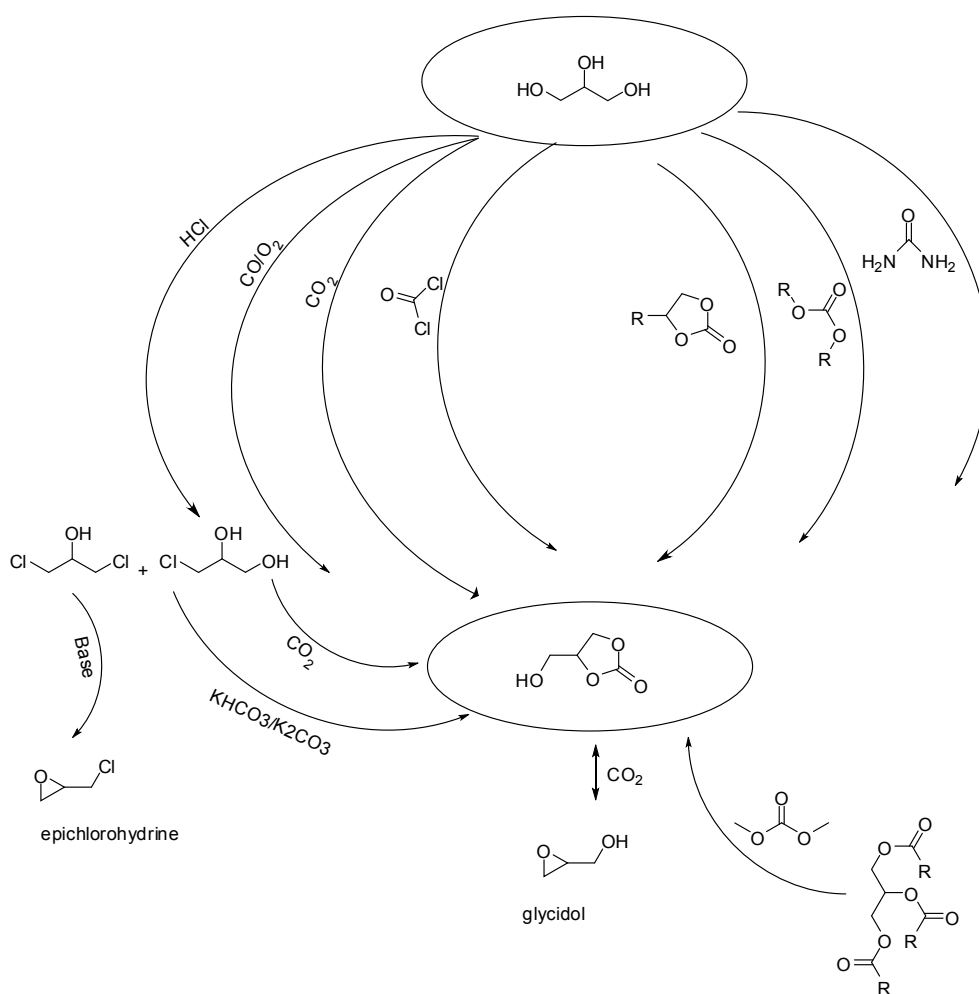 OH
HO
OH
HCl
CO/O2
CO2
O
Cl
Cl
R
O
O
O
R
O
O
O
R
O
H2N
NH2
OH
Cl
Cl
+
OH
Cl
OH
Base
CO2
KHCO3/K2CO3
HO
O
O
O
O
Cl
epichlorohydrine
CO2
O
OH
glycidol
O
O
O
O
O
R
O
O
R
O
O
R